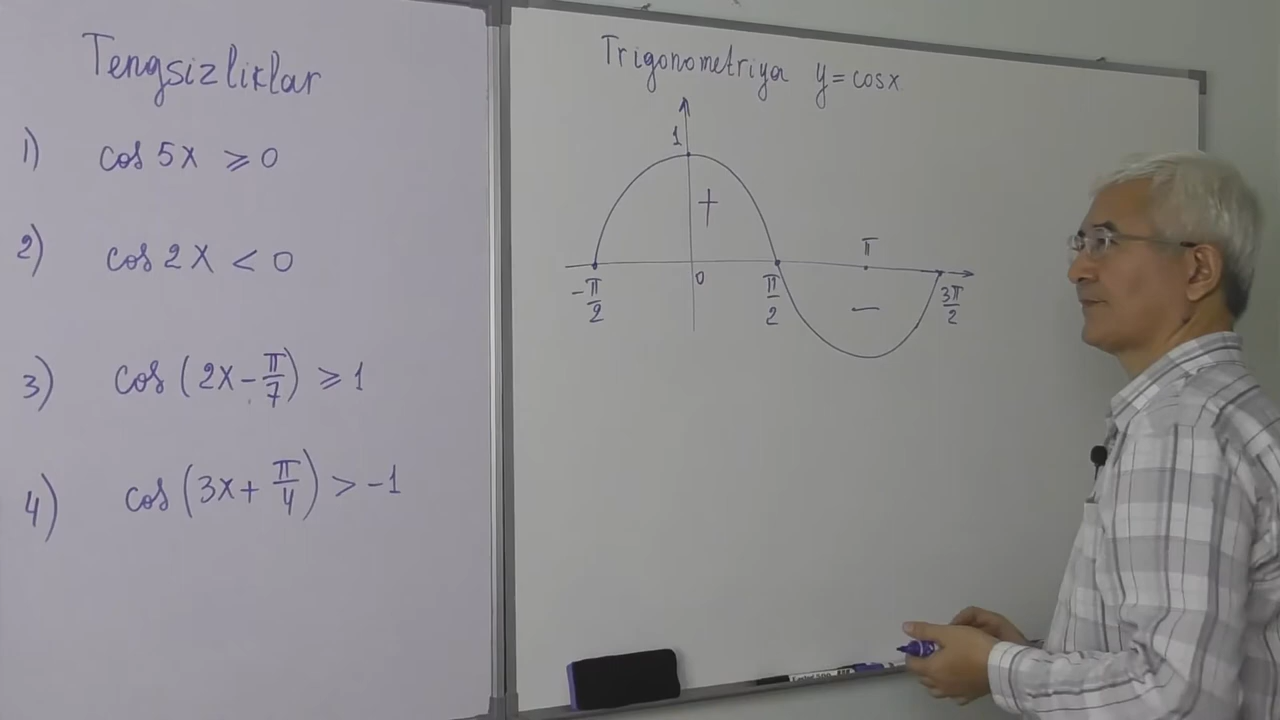 Tengsizliklar
1) cos 5x ⩾ 0
2) cos 2x < 0
3) cos (2x - π/7) ⩾ 1
4) cos (3x + π/4) > -1
Trigonometriya y = cos x
1
+
π
0
-π/2
π/2
−
3π/2